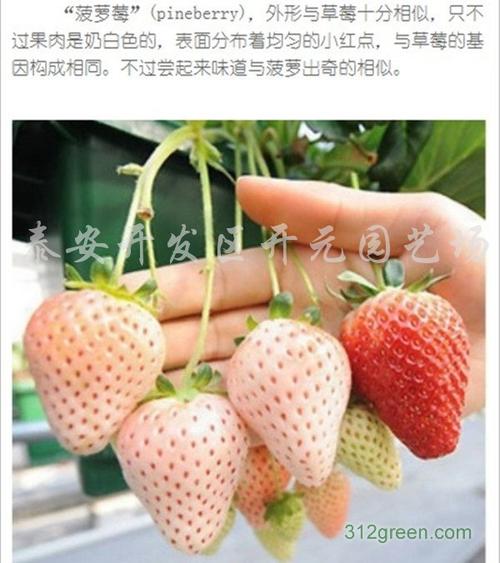 “菠萝莓”(pineberry)，外形与草莓十分相似，只不
过果肉是奶白色的，表面分布着均匀的小红点，与草莓的基
因构成相同。不过尝起来味道与菠萝出奇的相似。
泰安开发区开元园艺场
312green.com